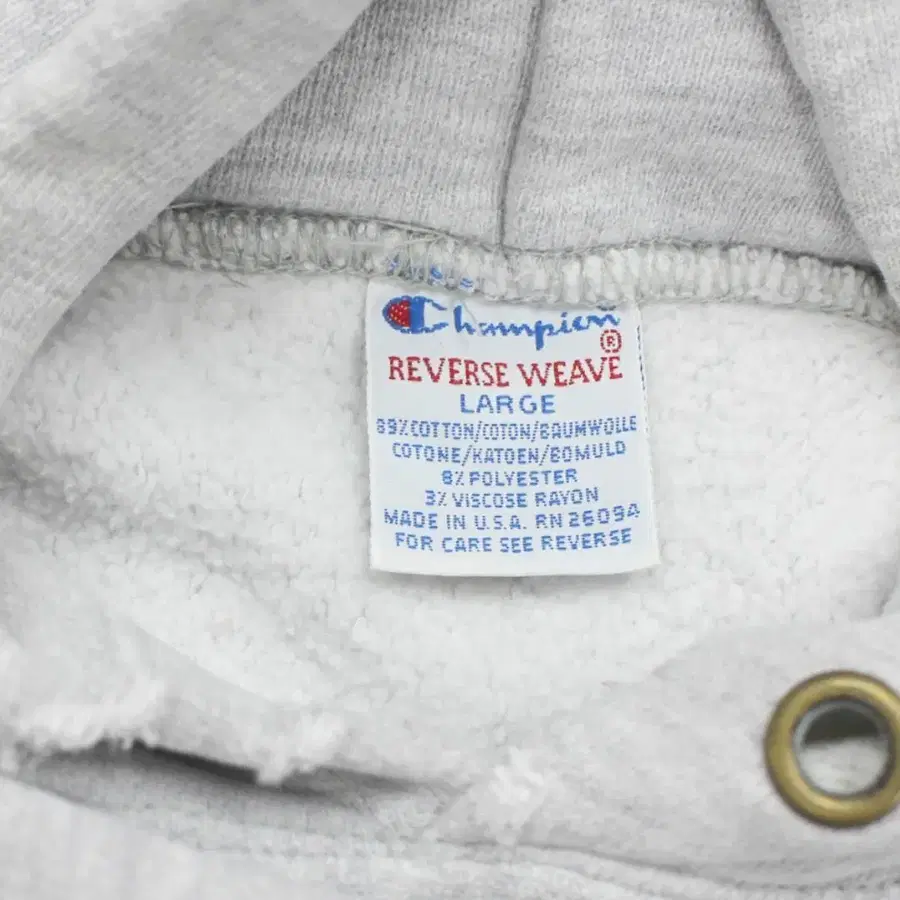 Champion
®
REVERSE WEAVE
LARGE
89% COTTON/COTON/BAUMWOLLE
COTONE/KATOEN/BOMULD
8% POLYESTER
3% VISCOSE RAYON
MADE IN U.S.A. RN 26094
FOR CARE SEE REVERSE